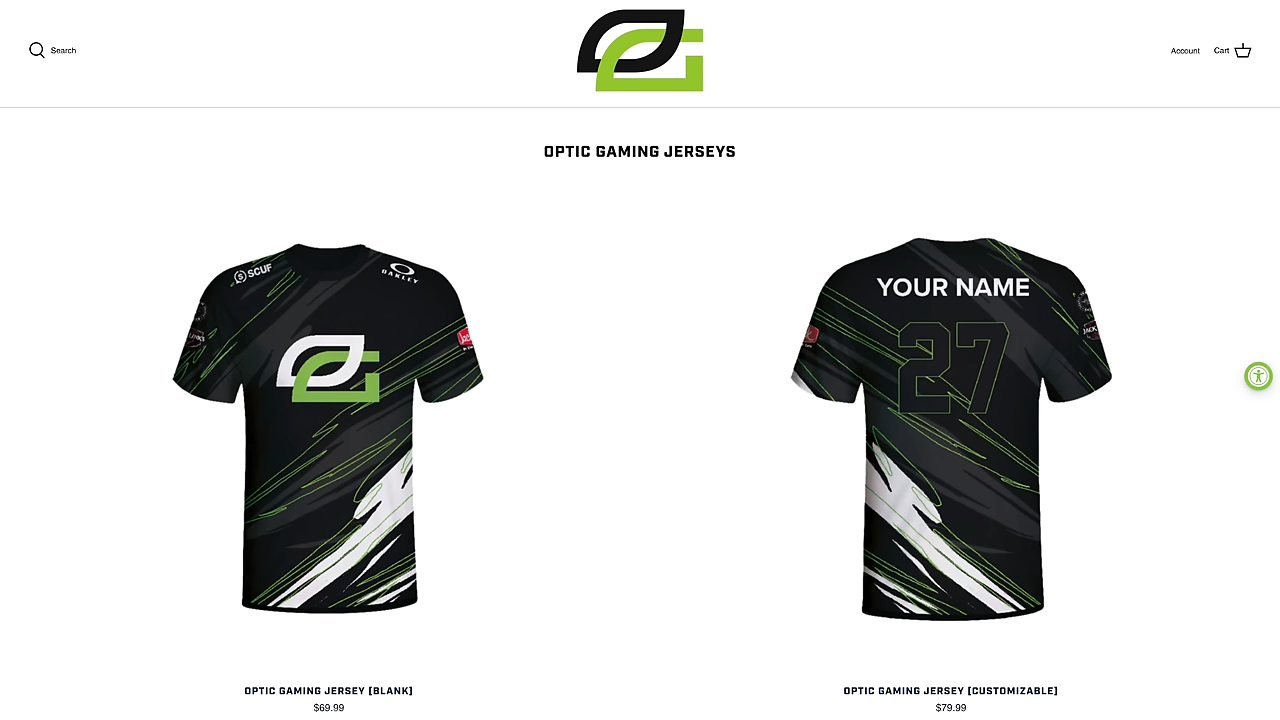 Search
Account
Cart
OPTIC GAMING JERSEYS
SCUF
OAKLEY
YOUR NAME
27
JACK
OPTIC GAMING JERSEY [BLANK]
$69.99
OPTIC GAMING JERSEY [CUSTOMIZABLE]
$79.99